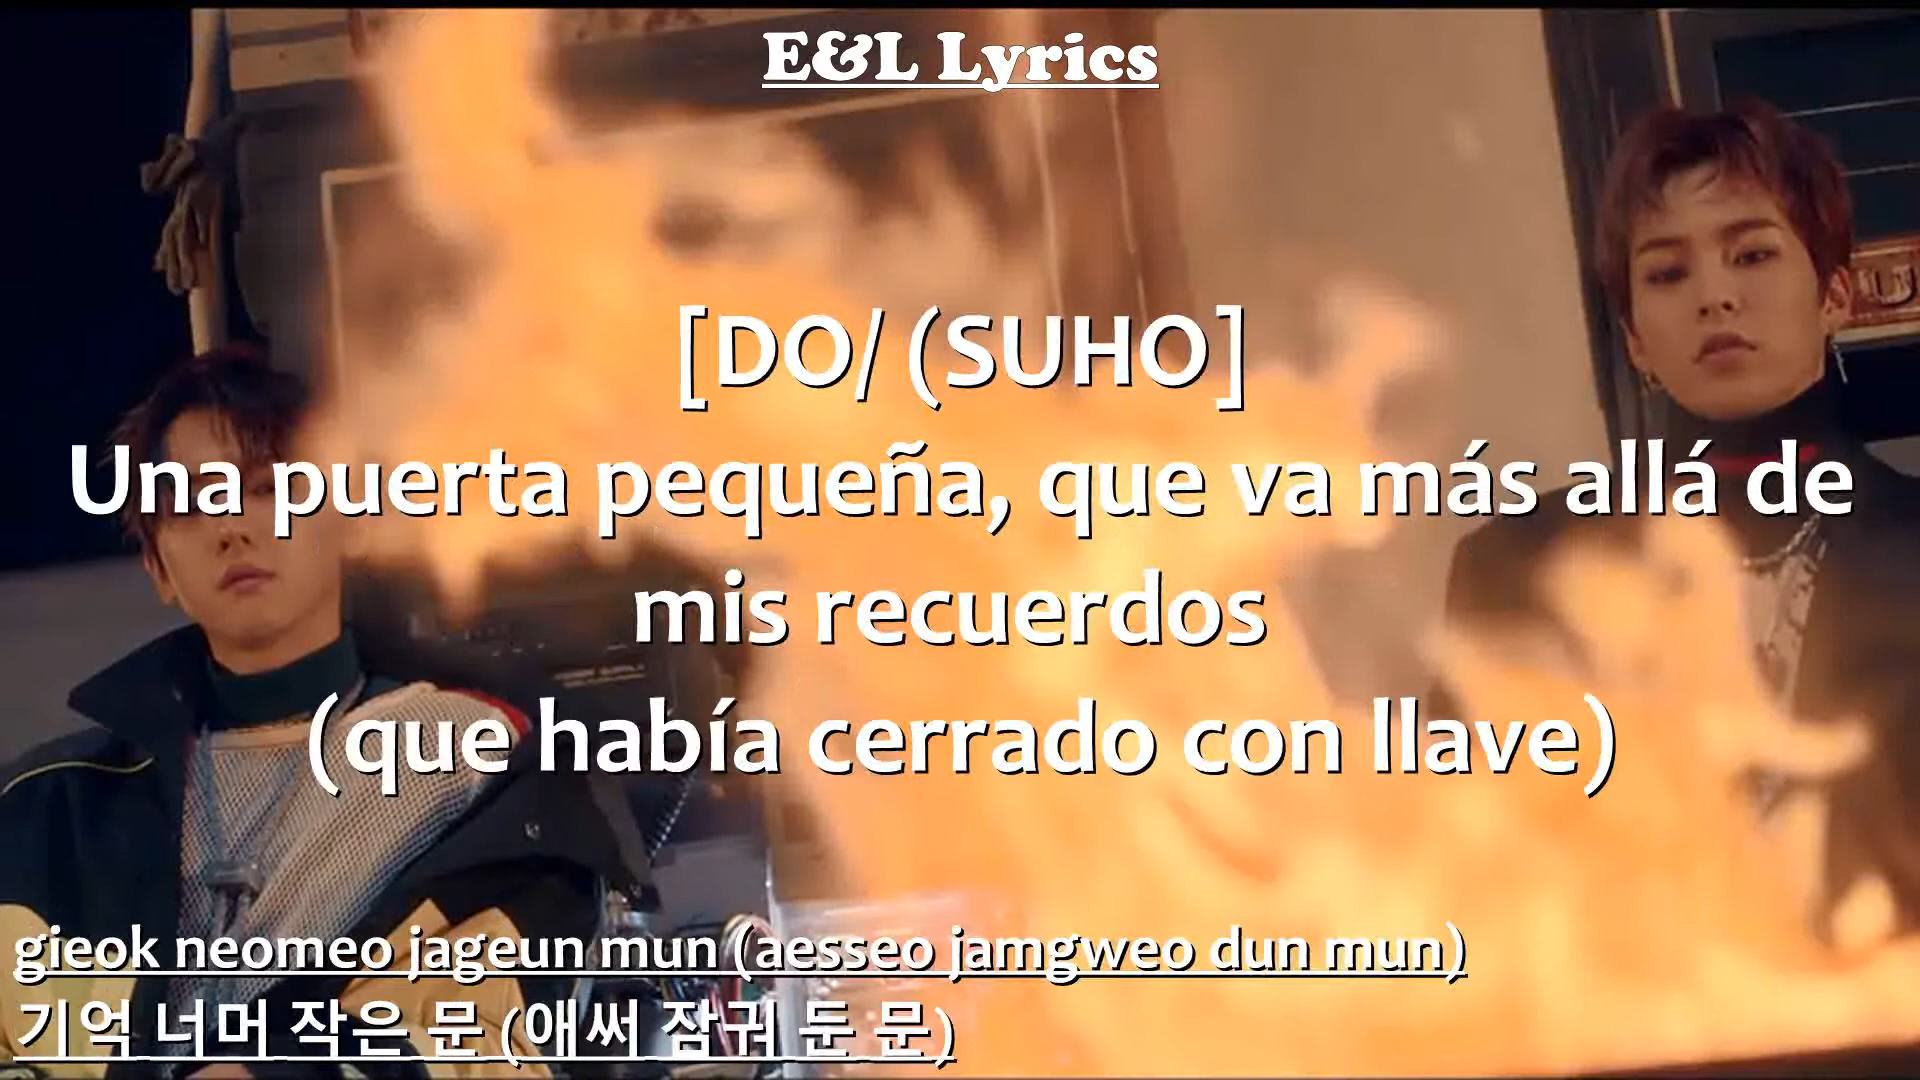 E&L Lyrics
[DO/ (SUHO]
Una puerta pequeña, que va más allá de
mis recuerdos
(que había cerrado con llave)
gieok neomeo jageun mun (aesseo jamgweo dun mun)
기억 너머 작은 문 (애써 잠궈 둔 문)